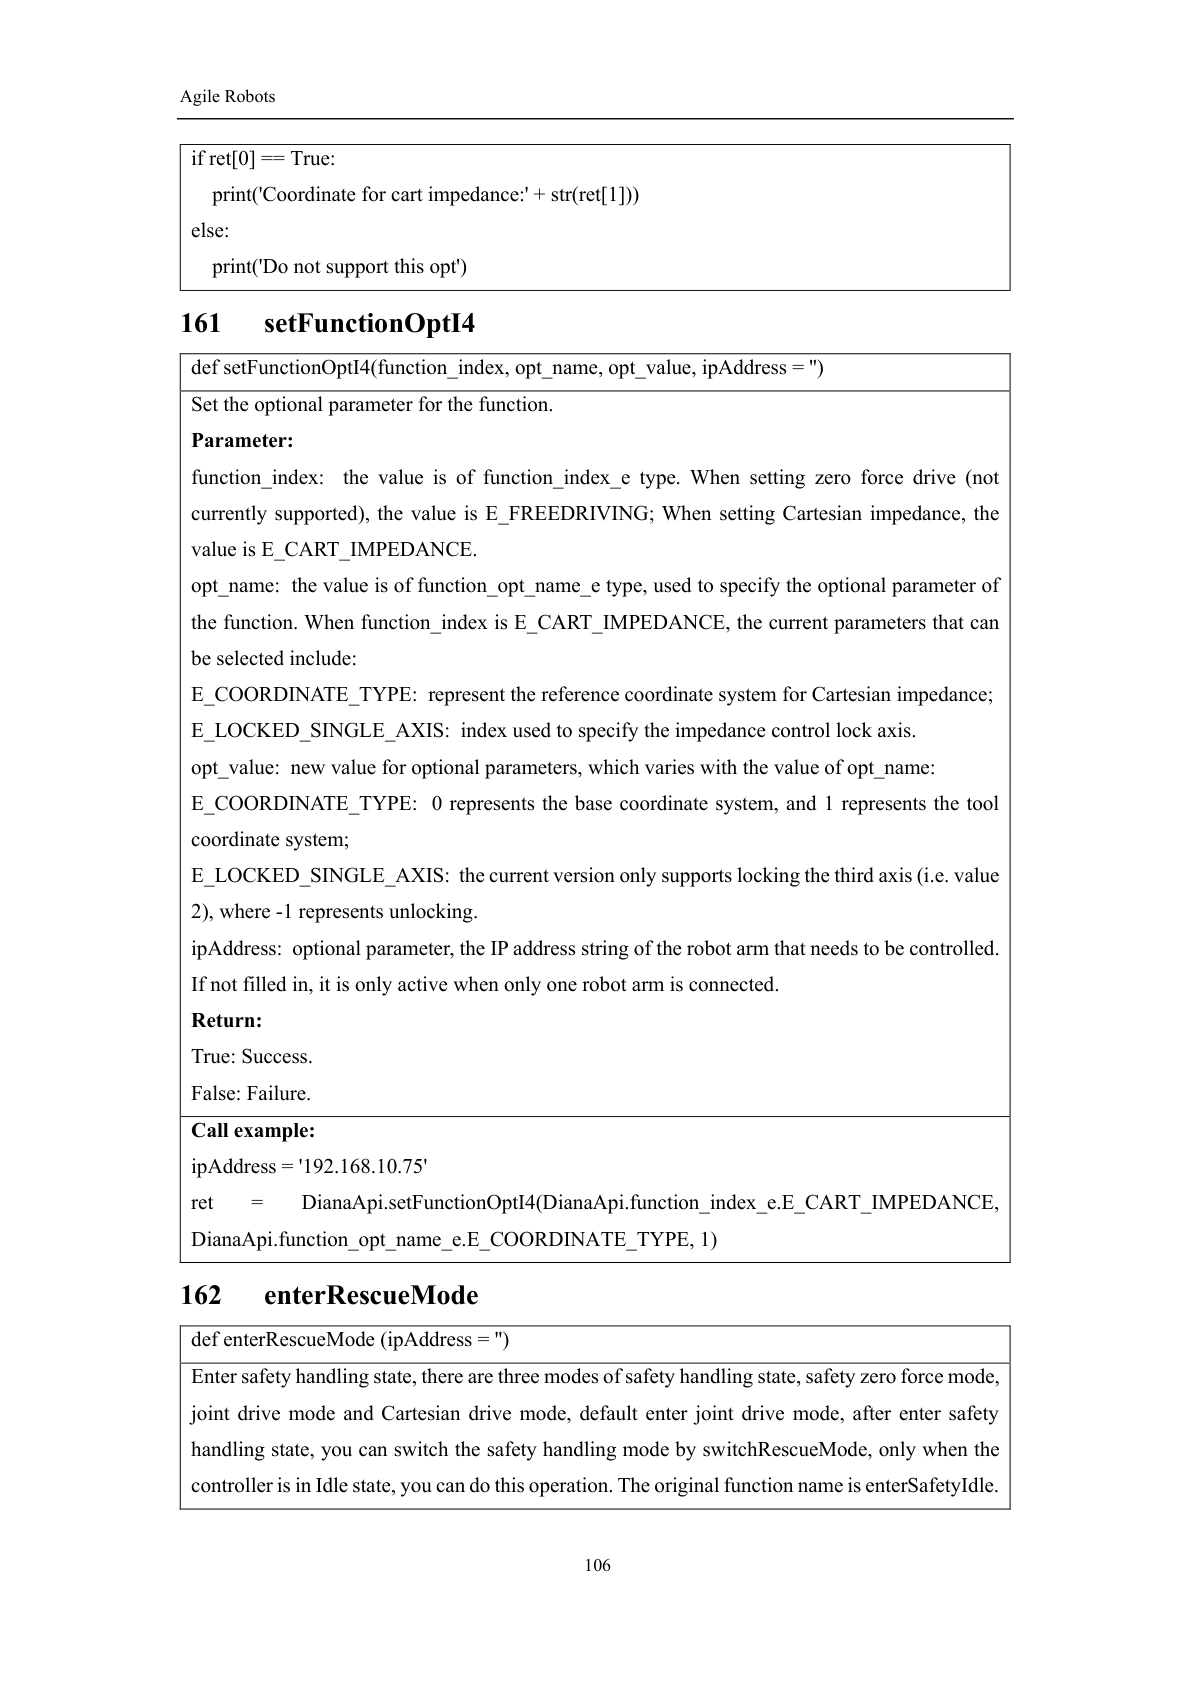 Agile Robots
if ret[0] == True:
print('Coordinate for cart impedance:' + str(ret[1]))
else:
print('Do not support this opt')
161 setFunctionOptI4
def setFunctionOptI4(function_index, opt_name, opt_value, ipAddress = '')
Set the optional parameter for the function.
Parameter:
function_index: the value is of function_index_e type. When setting zero force drive (not
currently supported), the value is E_FREEDRIVING; When setting Cartesian impedance, the
value is E_CART_IMPEDANCE.
opt_name: the value is of function_opt_name_e type, used to specify the optional parameter of
the function. When function_index is E_CART_IMPEDANCE, the current parameters that can
be selected include:
E_COORDINATE_TYPE: represent the reference coordinate system for Cartesian impedance;
E_LOCKED_SINGLE_AXIS: index used to specify the impedance control lock axis.
opt_value: new value for optional parameters, which varies with the value of opt_name:
E_COORDINATE_TYPE: 0 represents the base coordinate system, and 1 represents the tool
coordinate system;
E_LOCKED_SINGLE_AXIS: the current version only supports locking the third axis (i.e. value
2), where -1 represents unlocking.
ipAddress: optional parameter, the IP address string of the robot arm that needs to be controlled.
If not filled in, it is only active when only one robot arm is connected.
Return:
True: Success.
False: Failure.
Call example:
ipAddress = '192.168.10.75'
ret = DianaApi.setFunctionOptI4(DianaApi.function_index_e.E_CART_IMPEDANCE,
DianaApi.function_opt_name_e.E_COORDINATE_TYPE, 1)
162 enterRescueMode
def enterRescueMode (ipAddress = '')
Enter safety handling state, there are three modes of safety handling state, safety zero force mode,
joint drive mode and Cartesian drive mode, default enter joint drive mode, after enter safety
handling state, you can switch the safety handling mode by switchRescueMode, only when the
controller is in Idle state, you can do this operation. The original function name is enterSafetyIdle.
106